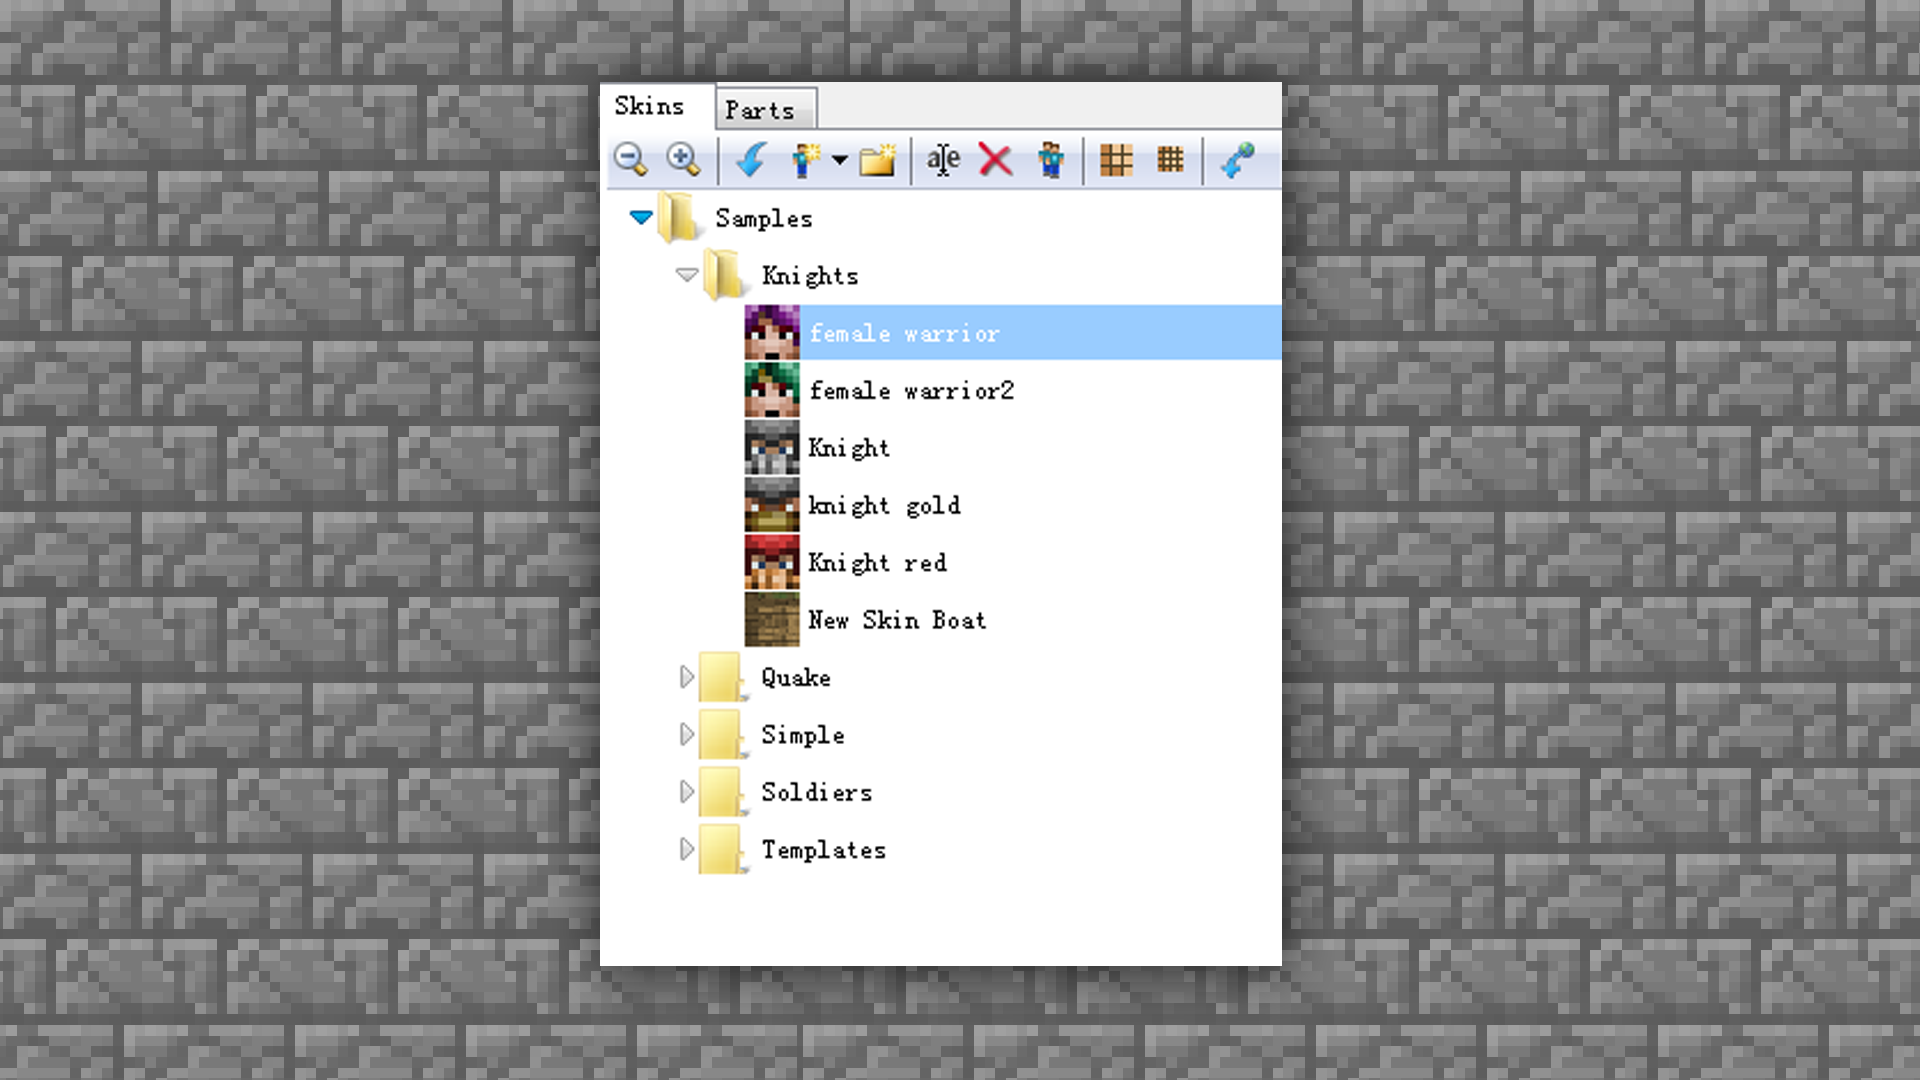 Skins
Parts
a|e
Samples
Knights
female warrior
female warrior2
Knight
knight gold
Knight red
New Skin Boat
Quake
Simple
Soldiers
Templates